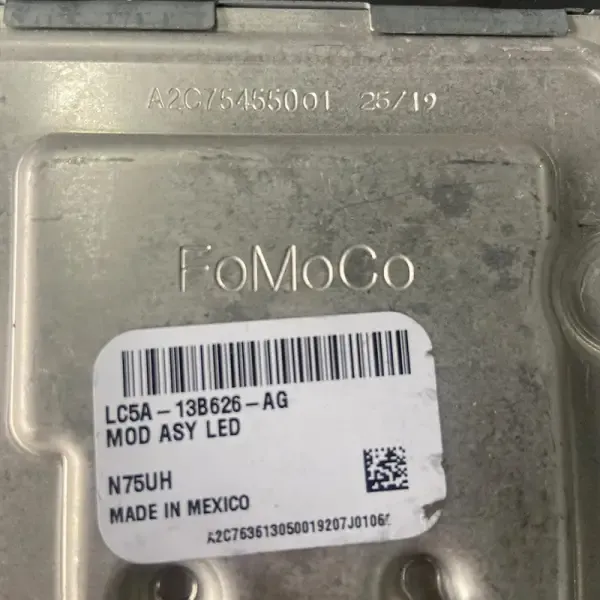 A2C75455001 25/19
FoMoCo
LC5A-13B626-AG
MOD ASY LED
N75UH
MADE IN MEXICO